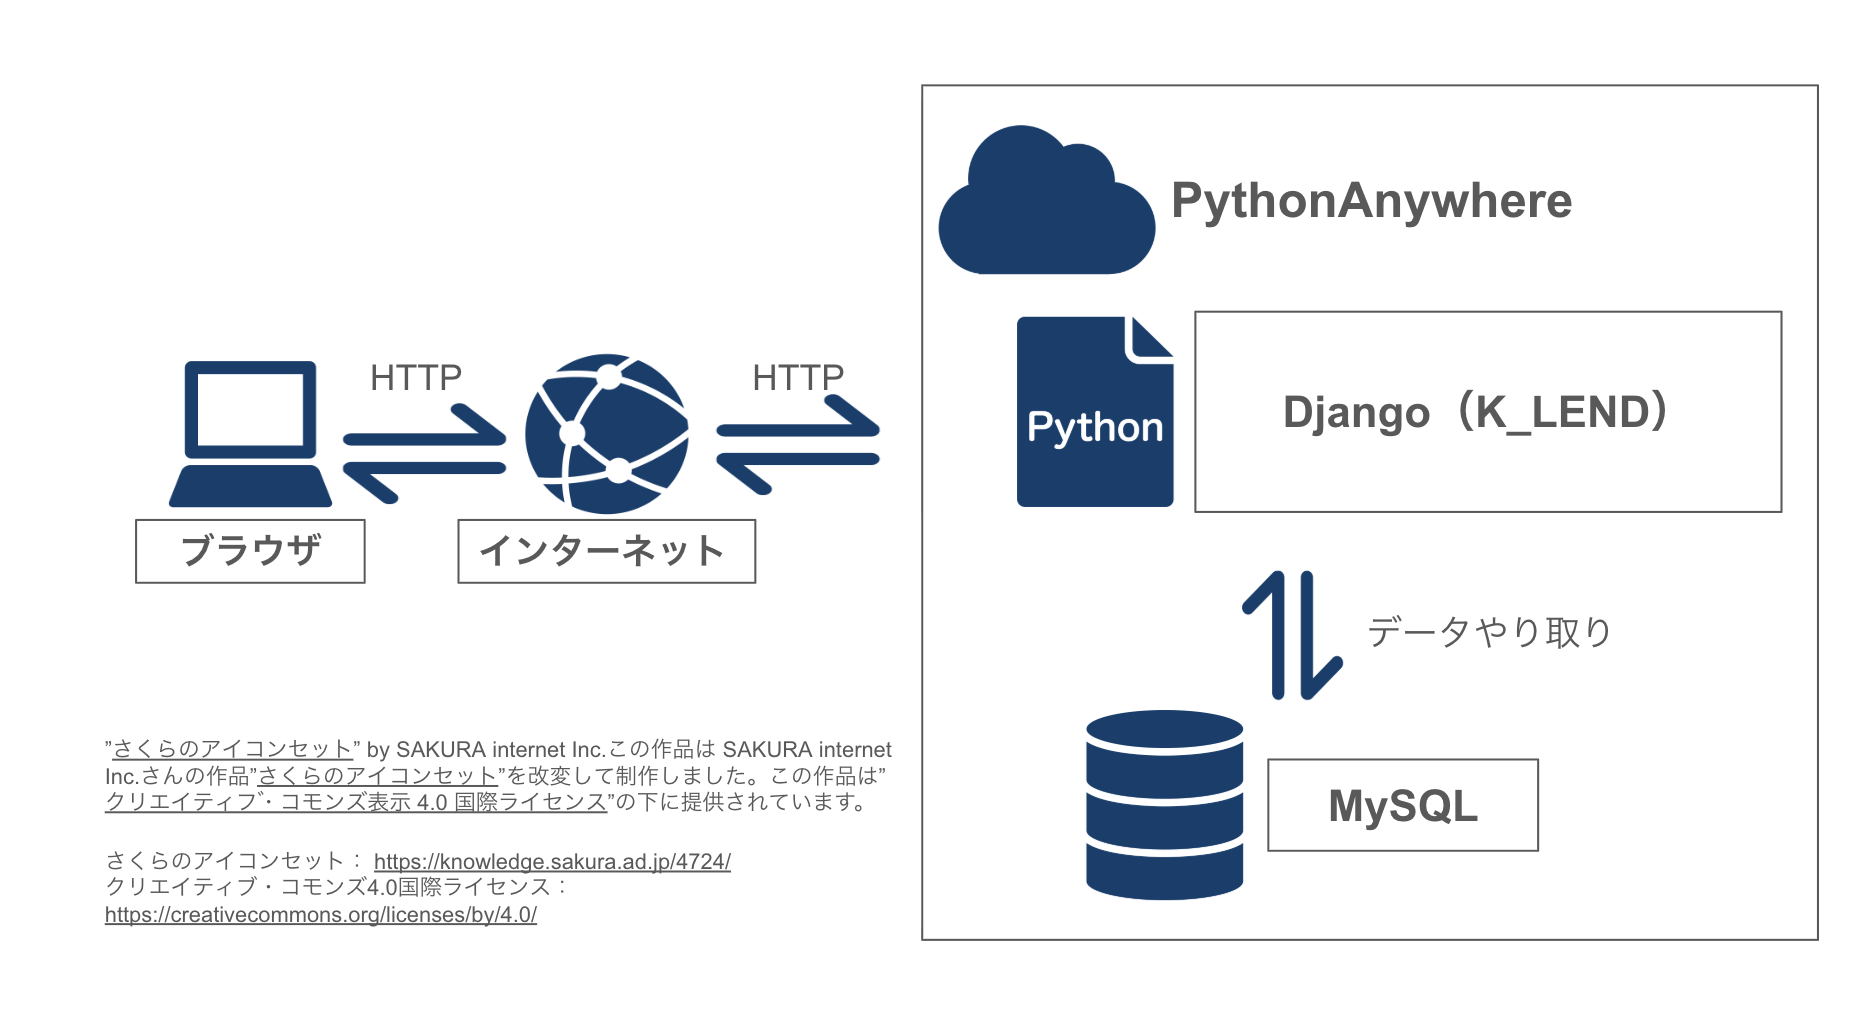 PythonAnywhere
HTTP
HTTP
Python
Django（K_LEND）
ブラウザ
インターネット
データやり取り
MySQL
”さくらのアイコンセット” by SAKURA internet Inc.この作品は SAKURA internet
Inc.さんの作品”さくらのアイコンセット”を改変して制作しました。この作品は”
クリエイティブ・コモンズ表示 4.0 国際ライセンス”の下に提供されています。
さくらのアイコンセット： https://knowledge.sakura.ad.jp/4724/
クリエイティブ・コモンズ4.0国際ライセンス：
https://creativecommons.org/licenses/by/4.0/